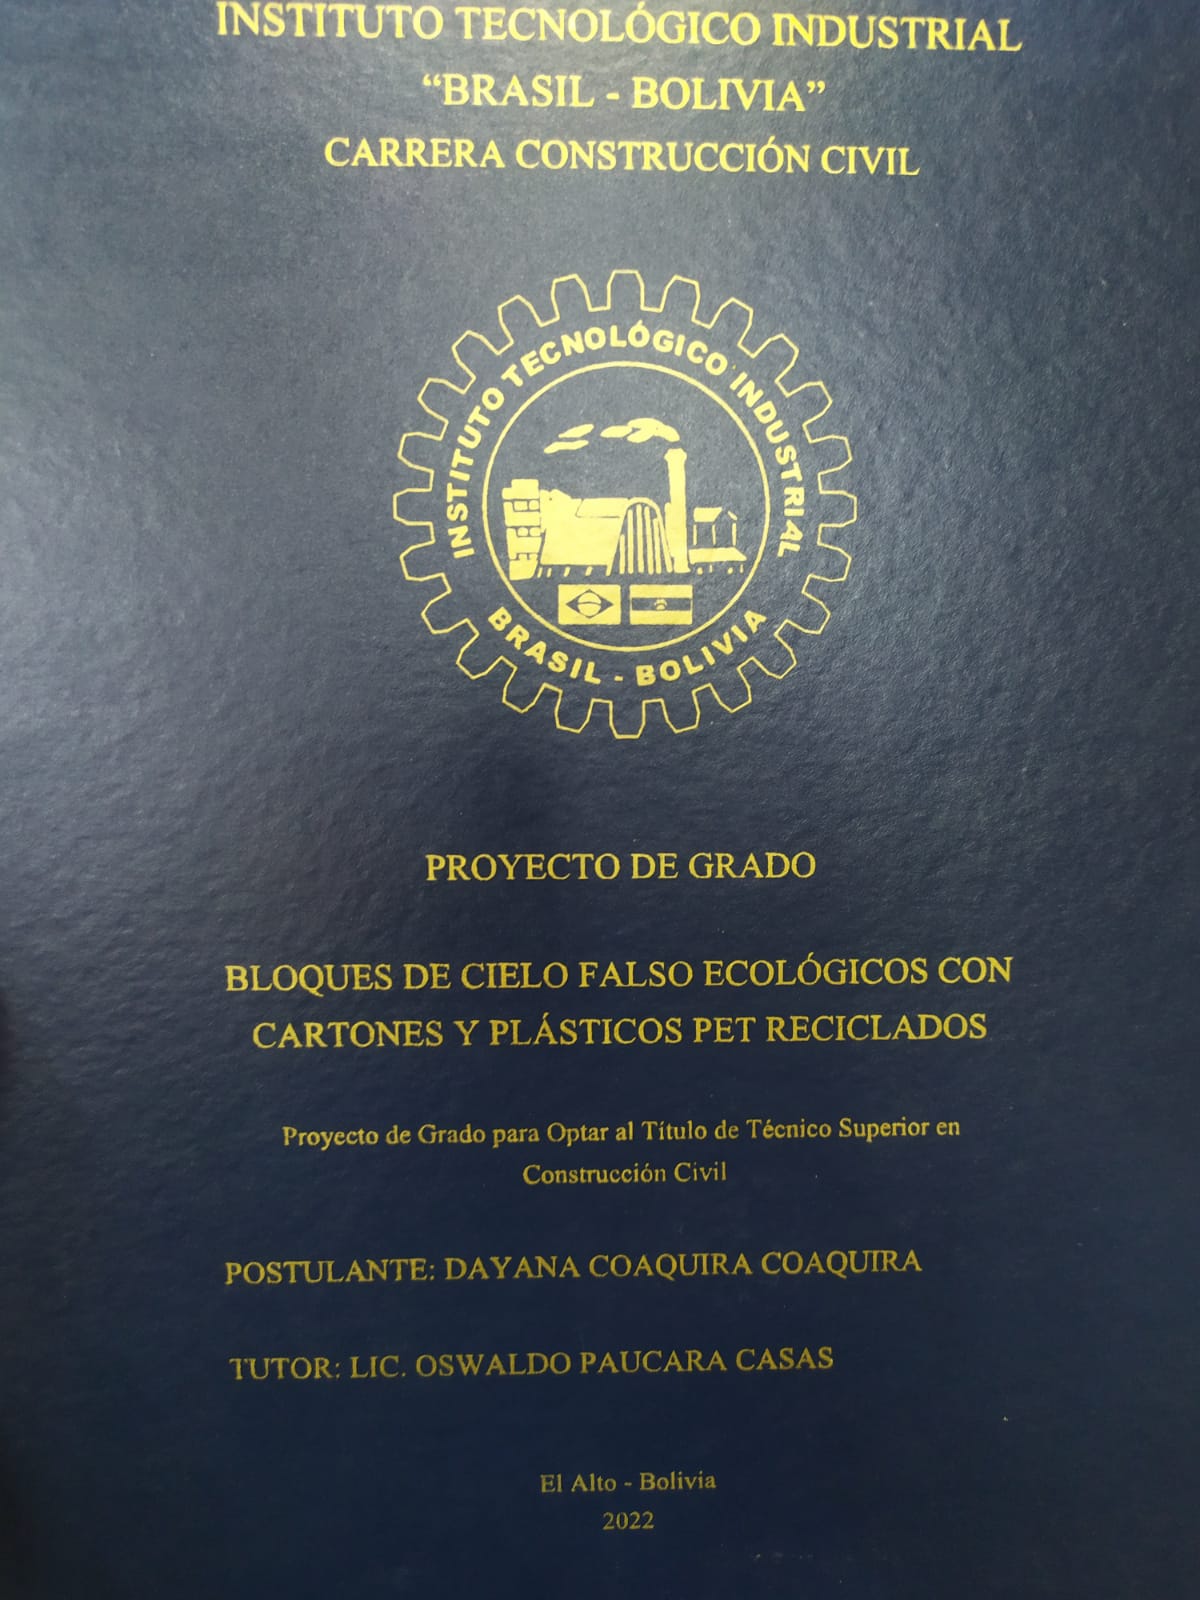 INSTITUTO TECNOLÓGICO INDUSTRIAL
“BRASIL - BOLIVIA”
CARRERA CONSTRUCCIÓN CIVIL
INSTITUTO TECNOLÓGICO INDUSTRIAL
BRASIL - BOLIVIA
PROYECTO DE GRADO
BLOQUES DE CIELO FALSO ECOLÓGICOS CON
CARTONES Y PLÁSTICOS PET RECICLADOS
Proyecto de Grado para Optar al Título de Técnico Superior en
Construcción Civil
POSTULANTE: DAYANA COAQUIRA COAQUIRA
TUTOR: LIC. OSWALDO PAUCARA CASAS
El Alto - Bolivia
2022